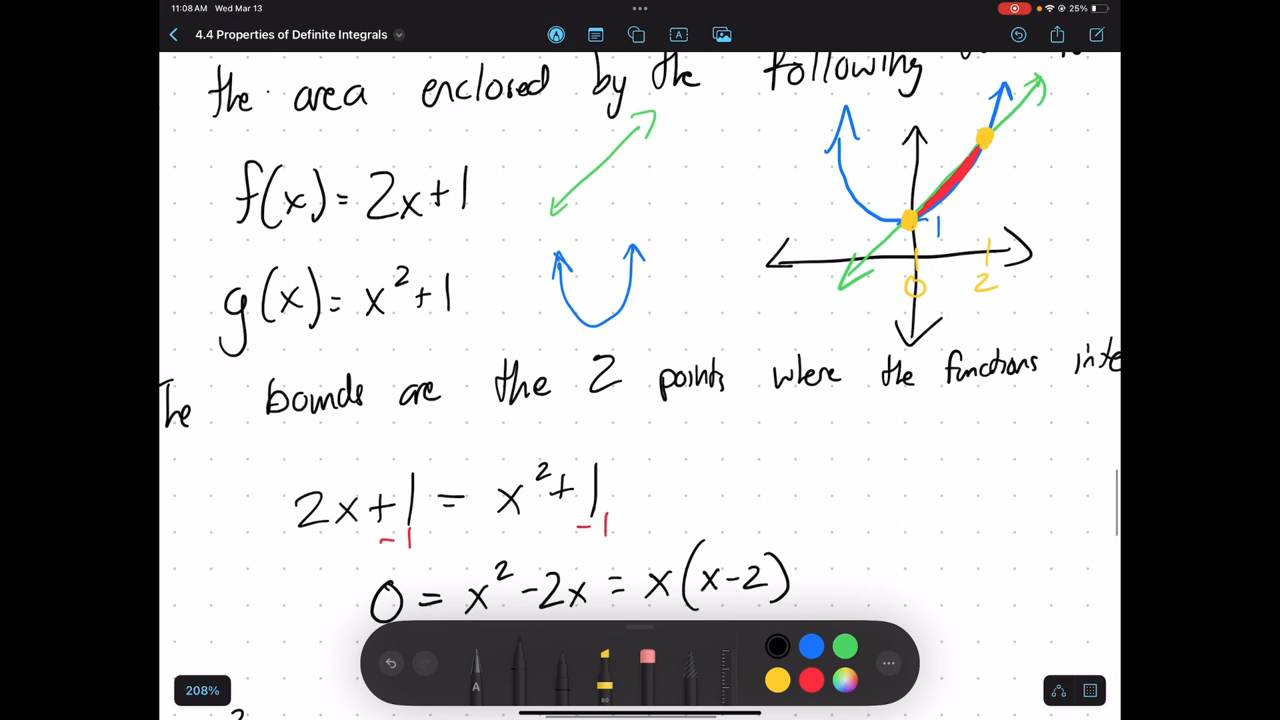 11:08 AM Wed Mar 13
25%
4.4 Properties of Definite Integrals
the area enclosed by the following
f(x) = 2x+1
g(x) = x²+1
1
0 2
The bounds are the 2 points where the functions inte
2x+1 = x²+1
-1 -1
0 = x² -2x = x(x-2)
A 80
208%
2